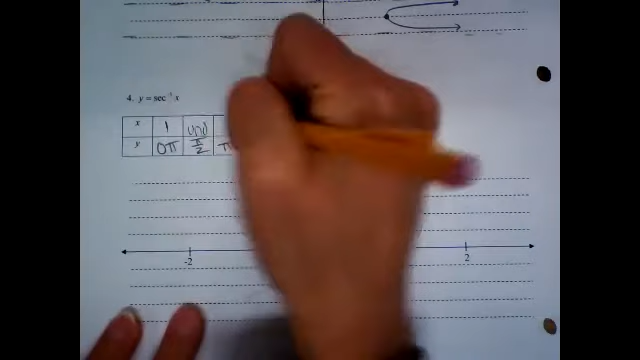 4. y = sec⁻¹ x
x 1 und
y 0π π/2 π
-2 2